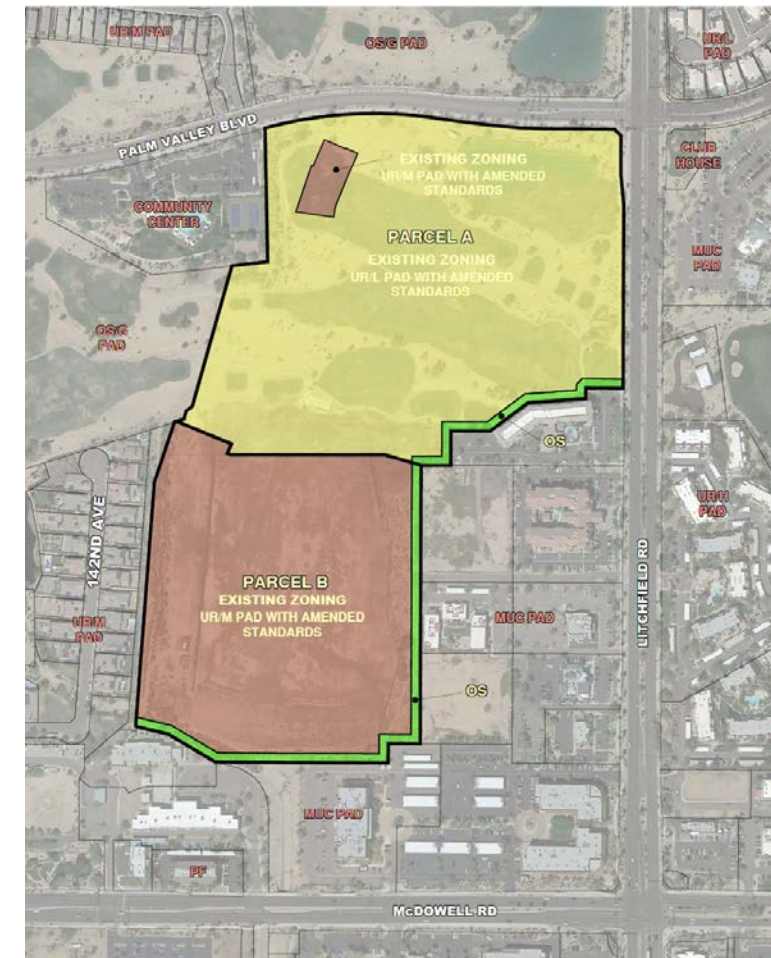 UR/M PAD
OS/G PAD
UR/L
PAD
PALM VALLEY BLVD
CLUB
HOUSE
EXISTING ZONING
UR/M PAD WITH AMENDED
STANDARDS
COMMUNITY
CENTER
PARCEL A
EXISTING ZONING
UR/L PAD WITH AMENDED
STANDARDS
MUC
PAD
OS/G
PAD
OS
142ND AVE
UR/H
PAD
LITCHFIELD RD
PARCEL B
EXISTING ZONING
UR/M PAD WITH AMENDED
STANDARDS
UR/M
PAD
MUC PAD
OS
MUC PAD
PF
McDOWELL RD